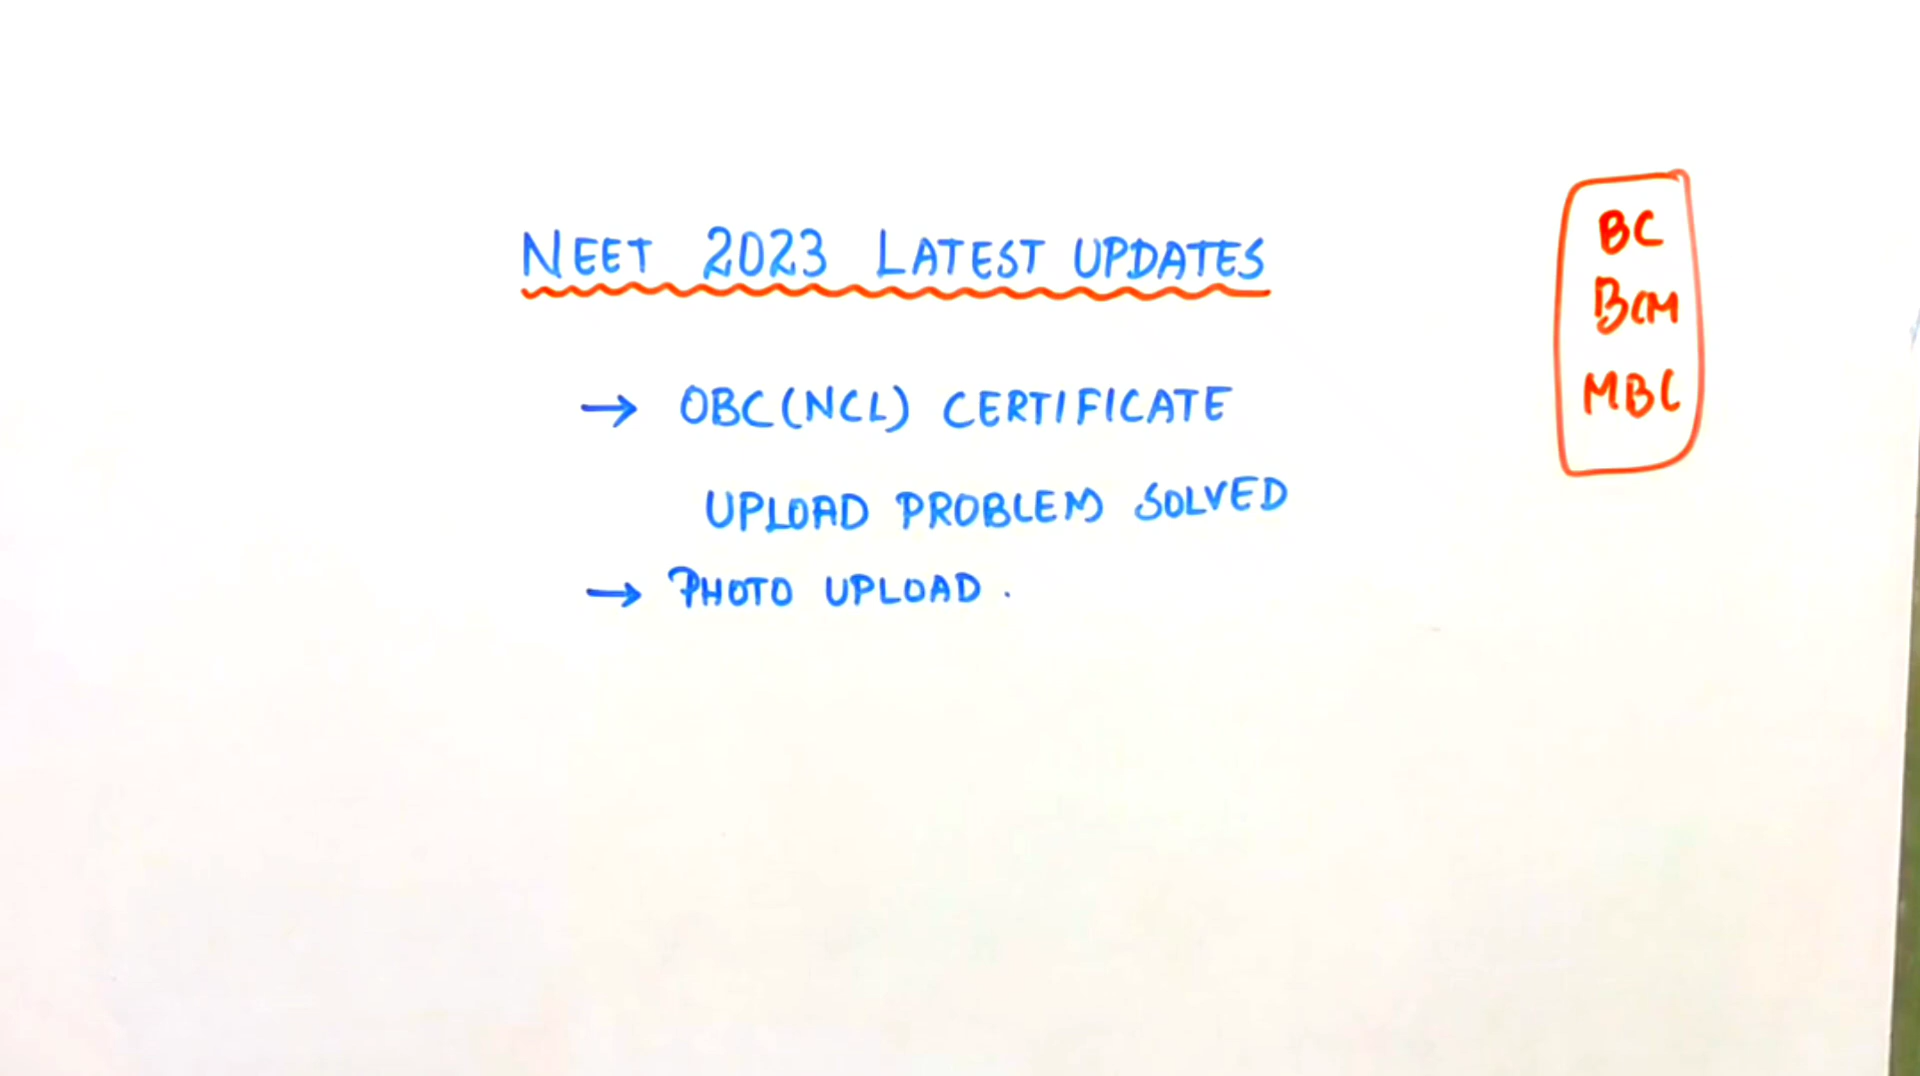 NEET 2023 LATEST UPDATES
→ OBC(NCL) CERTIFICATE
UPLOAD PROBLEM SOLVED
→ PHOTO UPLOAD.
BC
BCM
MBC